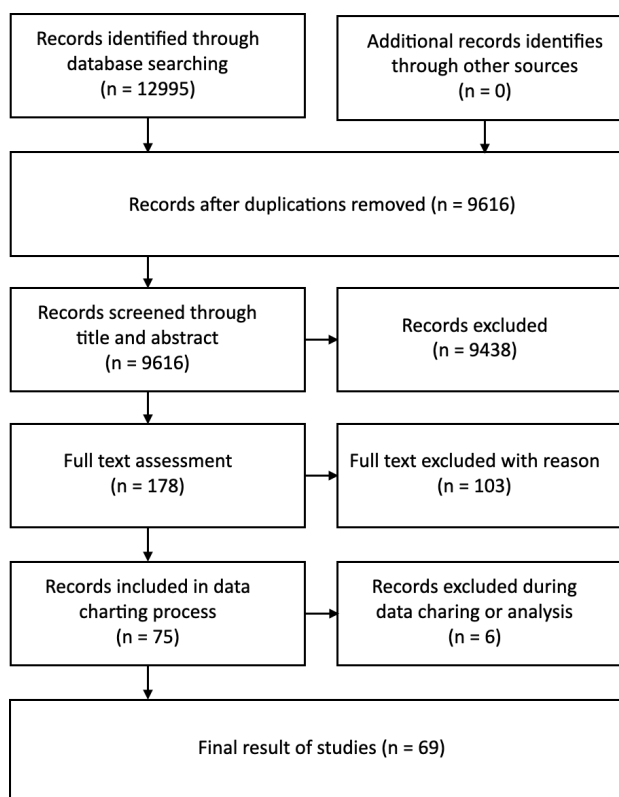 Records identified through
database searching
(n = 12995)
Additional records identifies
through other sources
(n = 0)
Records after duplications removed (n = 9616)
Records screened through
title and abstract
(n = 9616)
Records excluded
(n = 9438)
Full text assessment
(n = 178)
Full text excluded with reason
(n = 103)
Records included in data
charting process
(n = 75)
Records excluded during
data charing or analysis
(n = 6)
Final result of studies (n = 69)